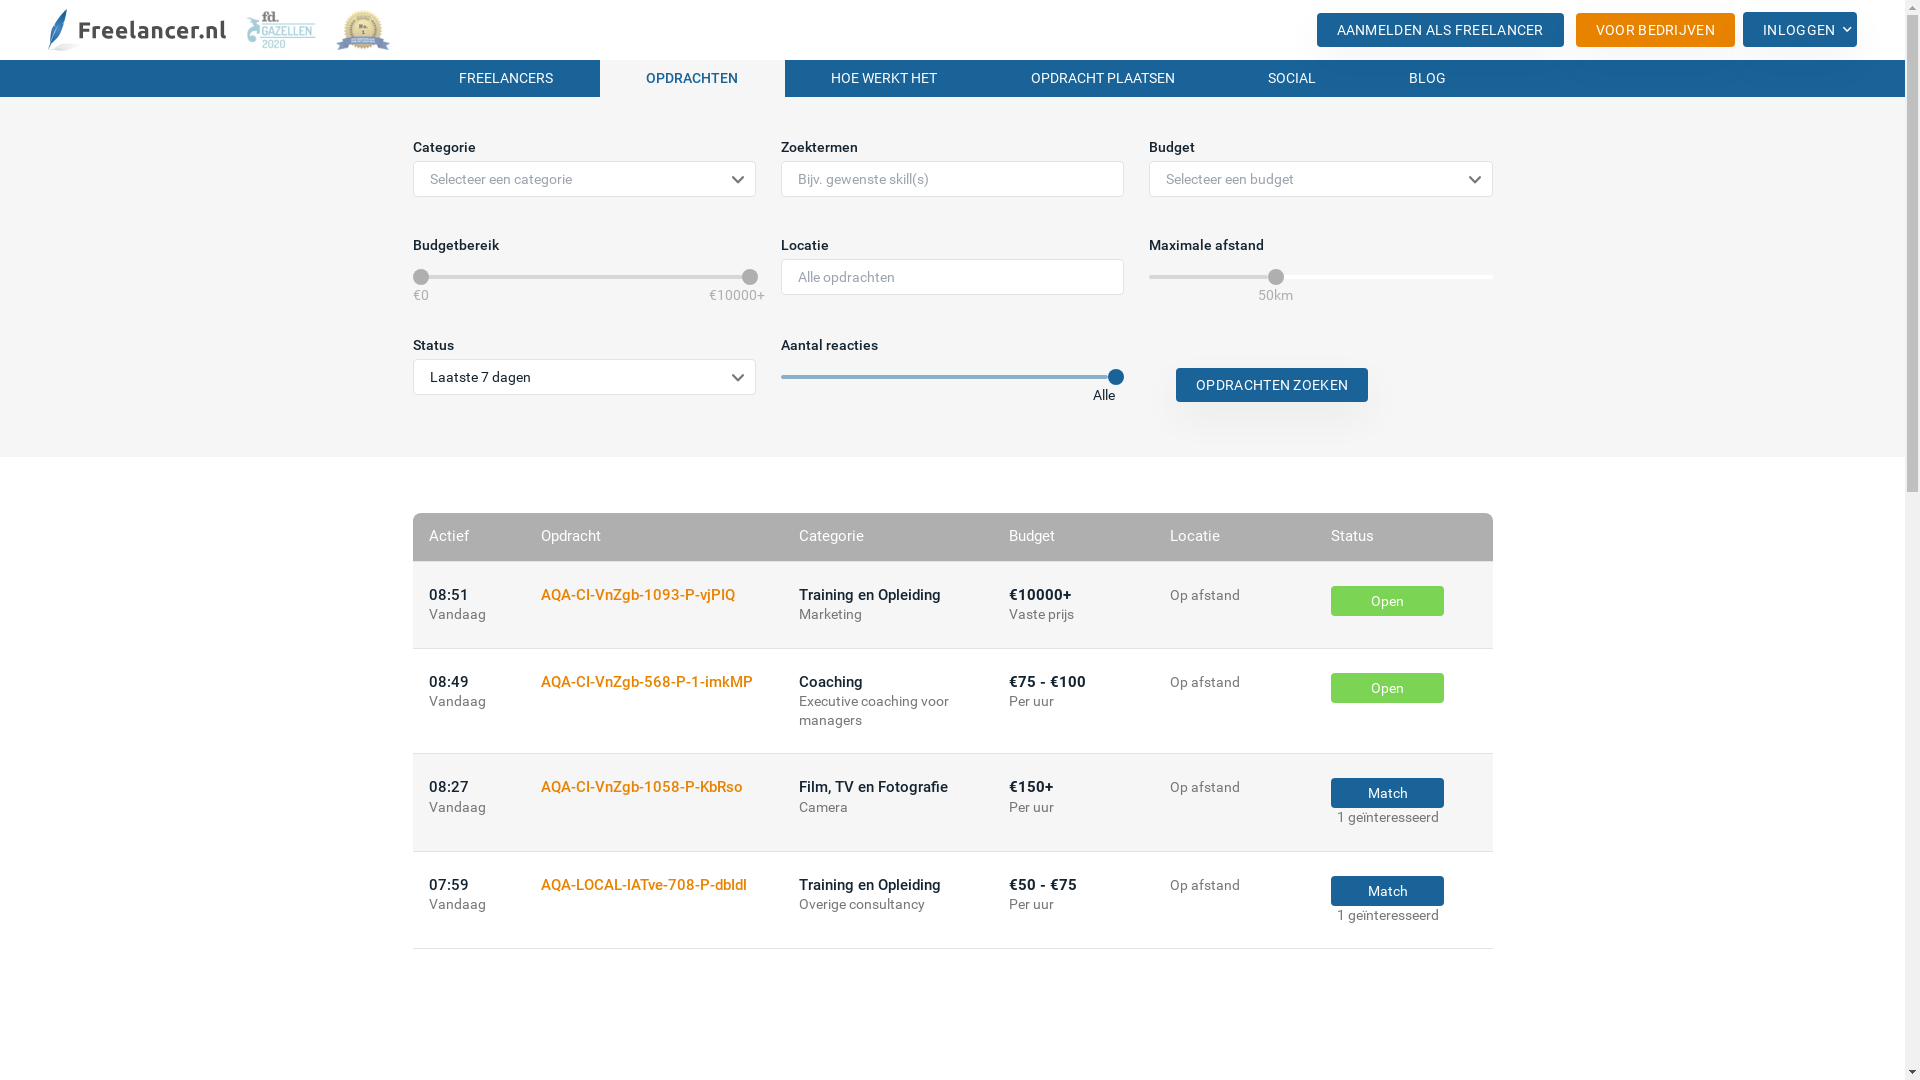 Freelancer.nl
fd.
GAZELLEN
2020
AANMELDEN ALS FREELANCER
VOOR BEDRIJVEN
INLOGGEN
FREELANCERS
OPDRACHTEN
HOE WERKT HET
OPDRACHT PLAATSEN
SOCIAL
BLOG
Categorie
Zoektermen
Budget
Selecteer een categorie
Bijv. gewenste skill(s)
Selecteer een budget
Budgetbereik
Locatie
Maximale afstand
Alle opdrachten
€0
€10000+
50km
Status
Aantal reacties
Laatste 7 dagen
Alle
OPDRACHTEN ZOEKEN
Actief
Opdracht
Categorie
Budget
Locatie
Status
08:51
Vandaag
AQA-CI-VnZgb-1093-P-vjPIQ
Training en Opleiding
Marketing
€10000+
Vaste prijs
Op afstand
Open
08:49
Vandaag
AQA-CI-VnZgb-568-P-1-imkMP
Coaching
Executive coaching voor
managers
€75 - €100
Per uur
Op afstand
Open
08:27
Vandaag
AQA-CI-VnZgb-1058-P-KbRso
Film, TV en Fotografie
Camera
€150+
Per uur
Op afstand
Match
1 geïnteresseerd
07:59
Vandaag
AQA-LOCAL-IATve-708-P-dbIdI
Training en Opleiding
Overige consultancy
€50 - €75
Per uur
Op afstand
Match
1 geïnteresseerd